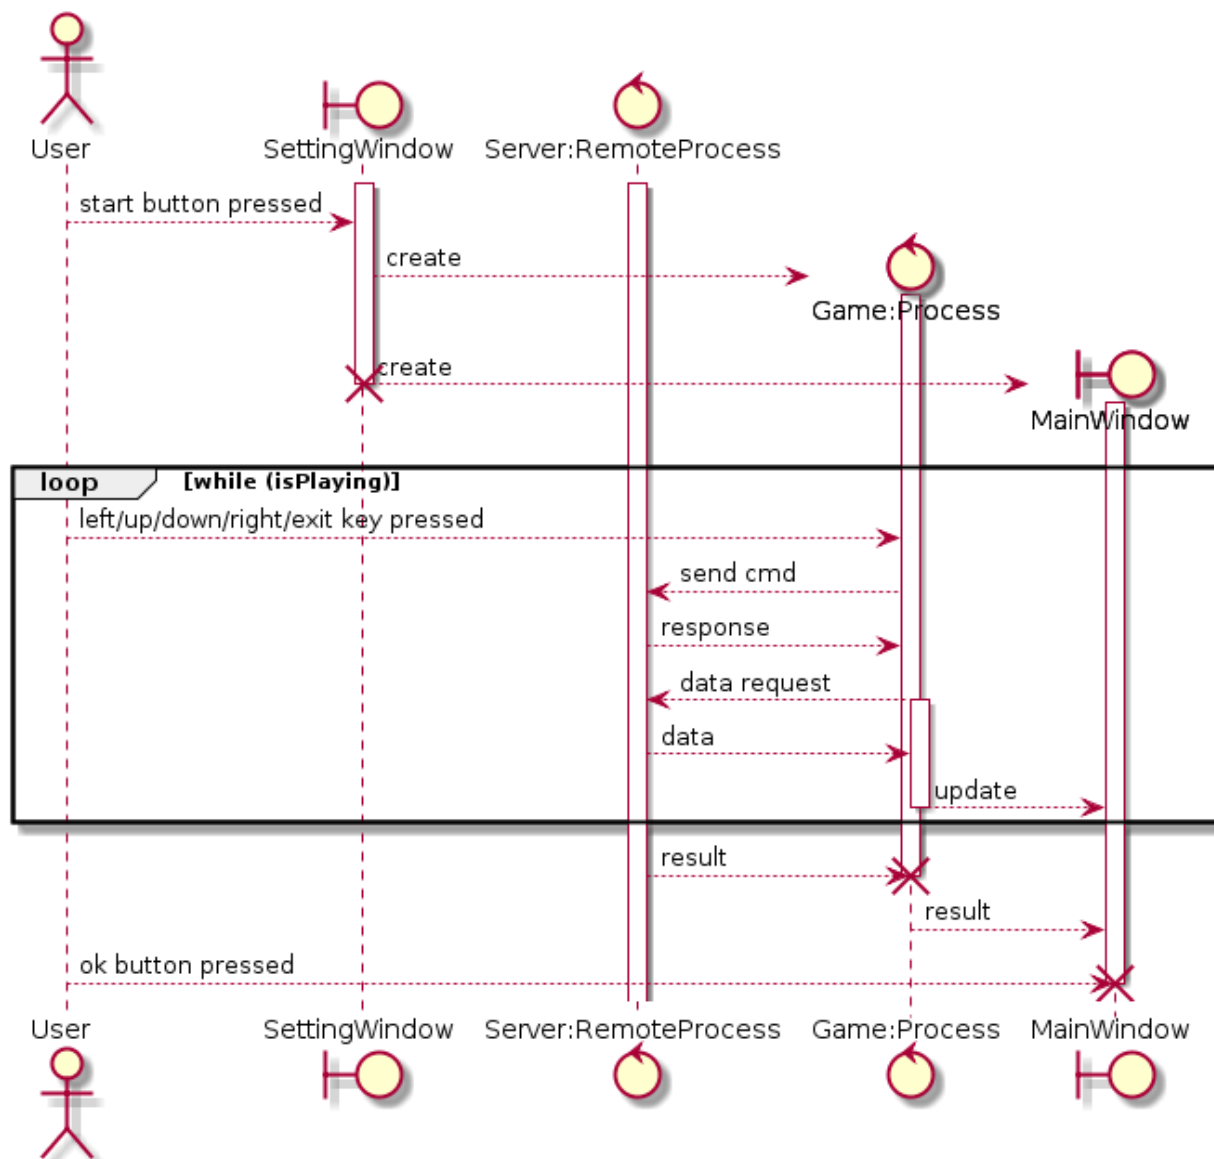 User
SettingWindow
Server:RemoteProcess
start button pressed
create
Game:Process
create
MainWindow
loop [while (isPlaying)]
left/up/down/right/exit key pressed
send cmd
response
data request
data
update
result
result
ok button pressed
User
SettingWindow
Server:RemoteProcess
Game:Process
MainWindow